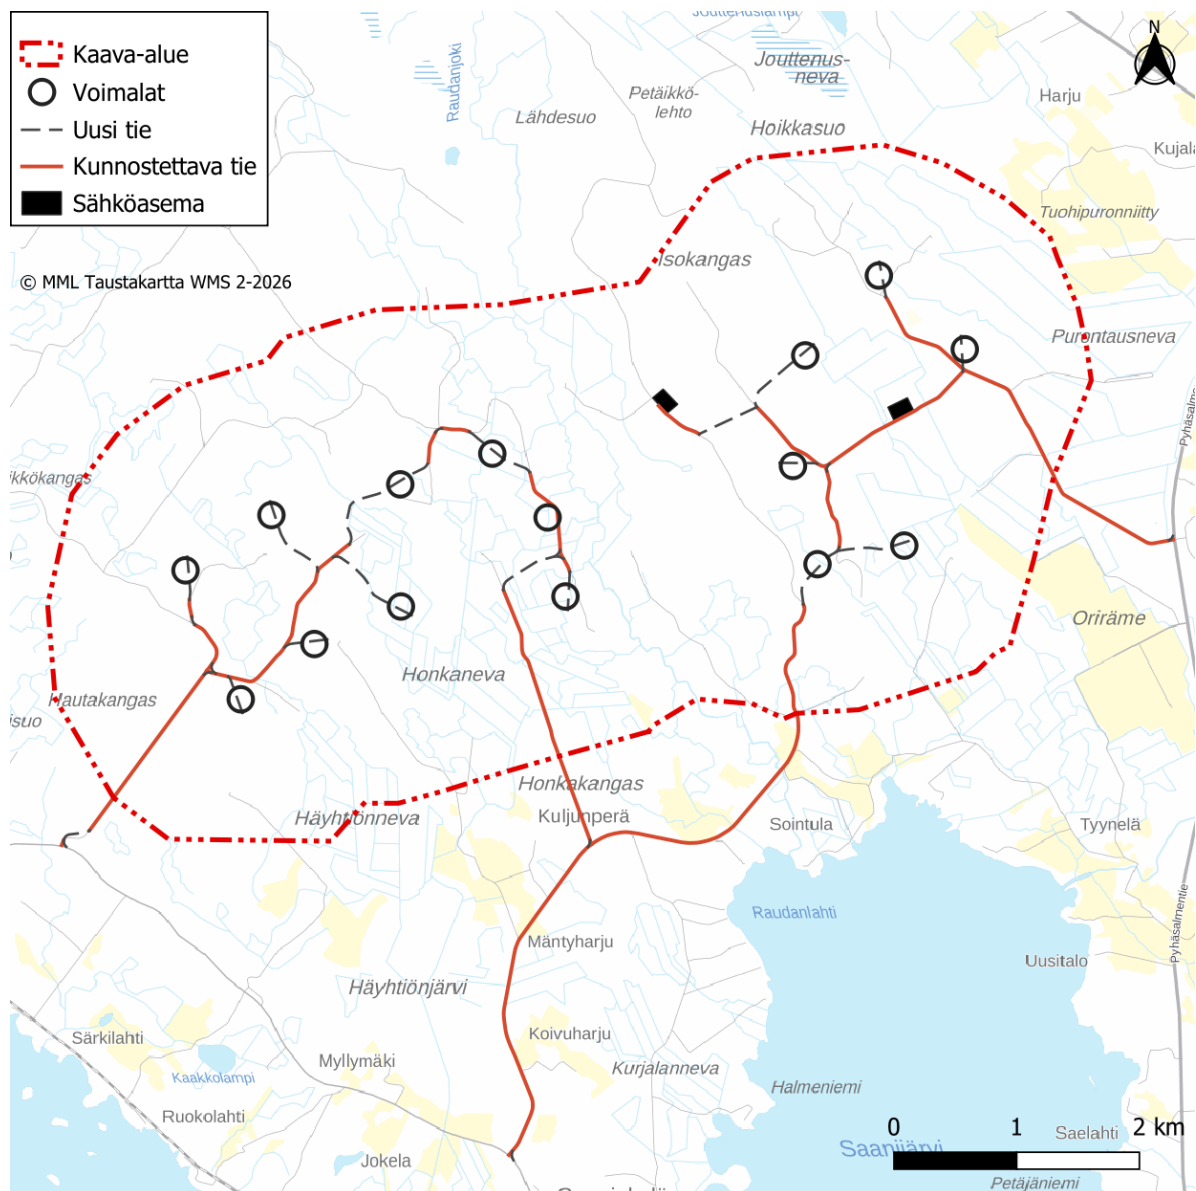 Kaava-alue
Voimalat
Uusi tie
Kunnostettava tie
Sähköasema
© MML Taustakartta WMS 2-2026
N
Raudanjoki
Lähdesuo
Petäikkö-
lehto
Jouttenus-
neva
Hoikkasuo
Harju
Tuohipuronniitty
Isokangas
Purontausneva
Oriräme
Honkaneva
Hautakangas
Honkakangas
Kuljunperä
Häyhtiönneva
Sointula
Tyynelä
Raudanlahti
Pyhäsalmentie
Mäntyharju
Uusitalo
Häyhtiönjärvi
Särkilahti
Koivuharju
Myllymäki
Kurjalanneva
Kaakkolampi
Halmeniemi
Ruokolahti
0 1 2 km
Saelahti
Jokela
Petäjäniemi